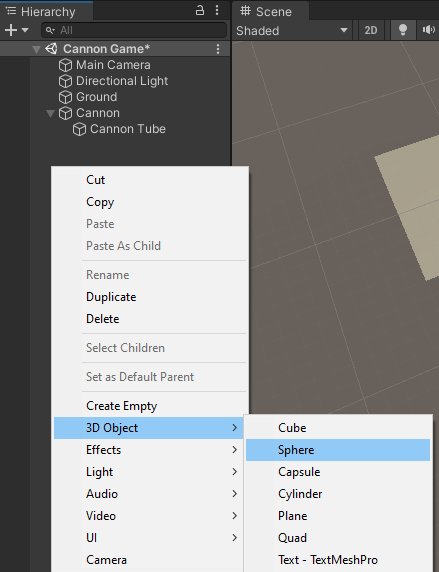 Hierarchy
Scene
All
Shaded
2D
Cannon Game*
Main Camera
Directional Light
Ground
Cannon
Cannon Tube
Cut
Copy
Paste
Paste As Child
Rename
Duplicate
Delete
Select Children
Set as Default Parent
Create Empty
3D Object
Cube
Effects
Sphere
Light
Capsule
Audio
Cylinder
Video
Plane
UI
Quad
Camera
Text - TextMeshPro